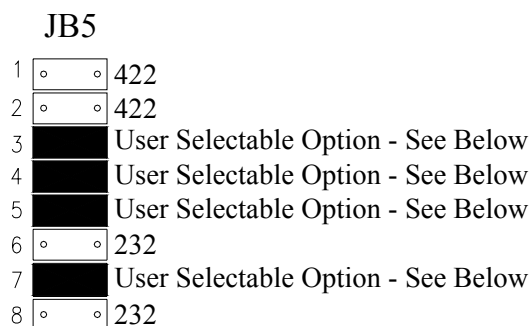 JB5
1 422
2 422
3 User Selectable Option - See Below
4 User Selectable Option - See Below
5 User Selectable Option - See Below
6 232
7 User Selectable Option - See Below
8 232